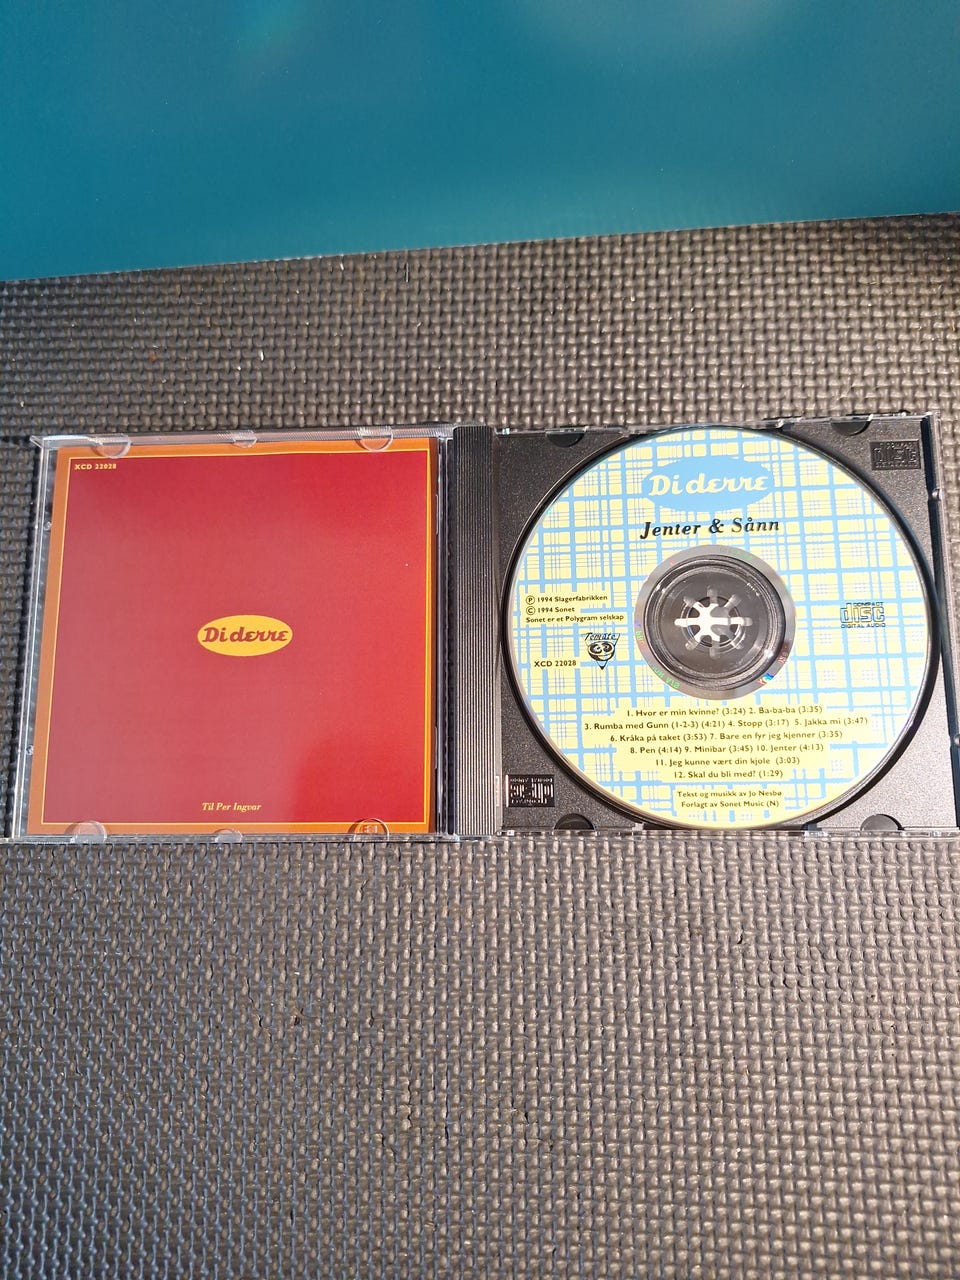 XCD 22028
Di derre
Til Per Ingvar
Di derre
Jenter & Sånn
℗ 1994 Slagerfabrikken
© 1994 Sonet
Sonet er et Polygram selskap
Tomato
XCD 22028
COMPACT
disc
DIGITAL AUDIO
1. Hvor er min kvinne? (3:24) 2. Ba-ba-ba (3:35)
3. Rumba med Gunn (1-2-3) (4:21) 4. Stopp (3:17) 5. Jakka mi (3:47)
6. Kråka på taket (3:53) 7. Bare en fyr jeg kjenner (3:35)
8. Pen (4:14) 9. Minibar (3:45) 10. Jenter (4:13)
11. Jeg kunne vært din kjole (3:03)
12. Skal du bli med? (1:29)
Tekst og musikk av Jo Nesbø
Forlagt av Sonet Music (N)